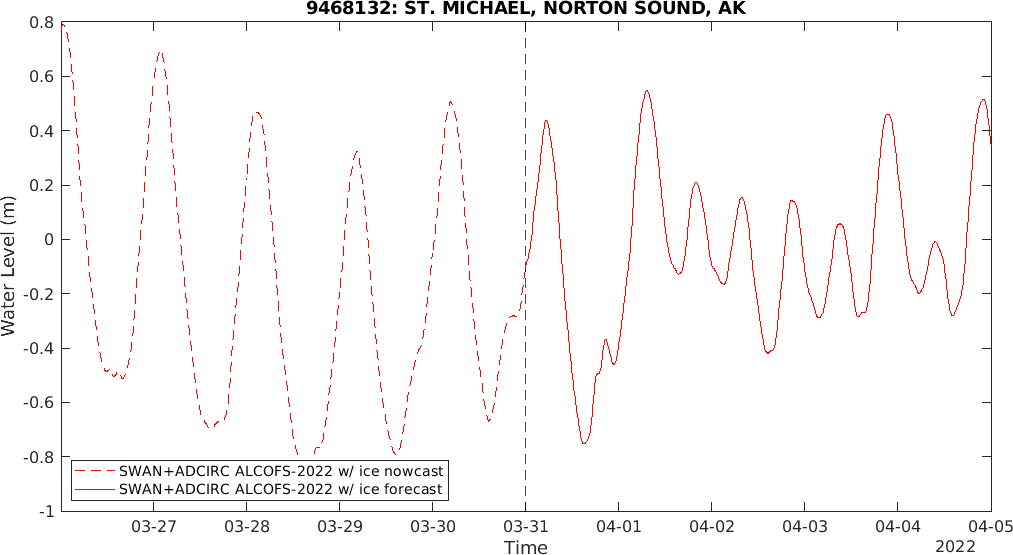 9468132: ST. MICHAEL, NORTON SOUND, AK
Water Level (m)
0.8
0.6
0.4
0.2
0
-0.2
-0.4
-0.6
-0.8
-1
SWAN+ADCIRC ALCOFS-2022 w/ ice nowcast
SWAN+ADCIRC ALCOFS-2022 w/ ice forecast
03-27 03-28 03-29 03-30 03-31 04-01 04-02 04-03 04-04 04-05
Time
2022